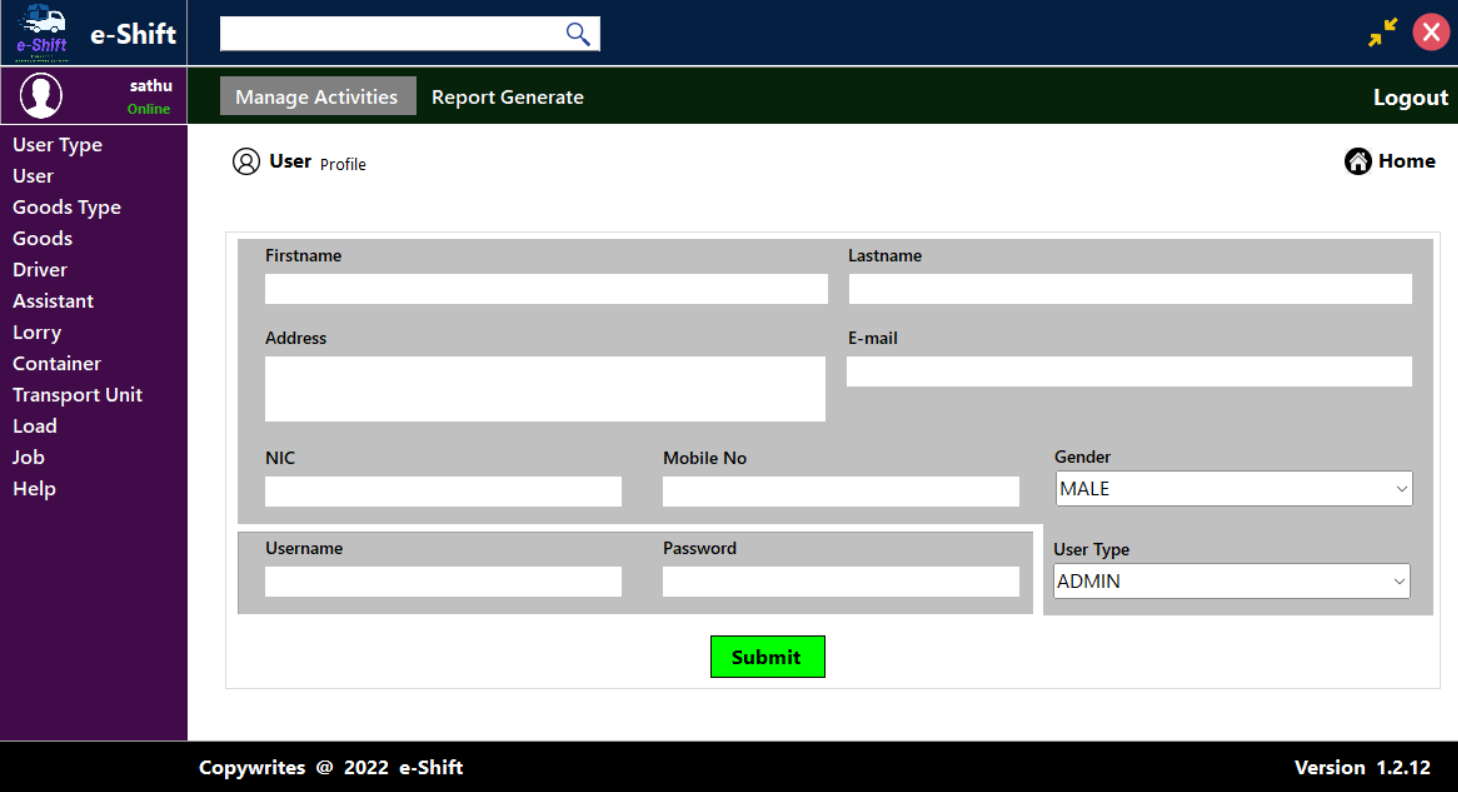 e-Shift
e-Shift
sathu
Online
Manage Activities
Report Generate
Logout
User Type
User
Goods Type
Goods
Driver
Assistant
Lorry
Container
Transport Unit
Load
Job
Help
User Profile
Home
Firstname
Lastname
Address
E-mail
NIC
Mobile No
Gender
MALE
Username
Password
User Type
ADMIN
Submit
Copywrites @ 2022 e-Shift
Version 1.2.12